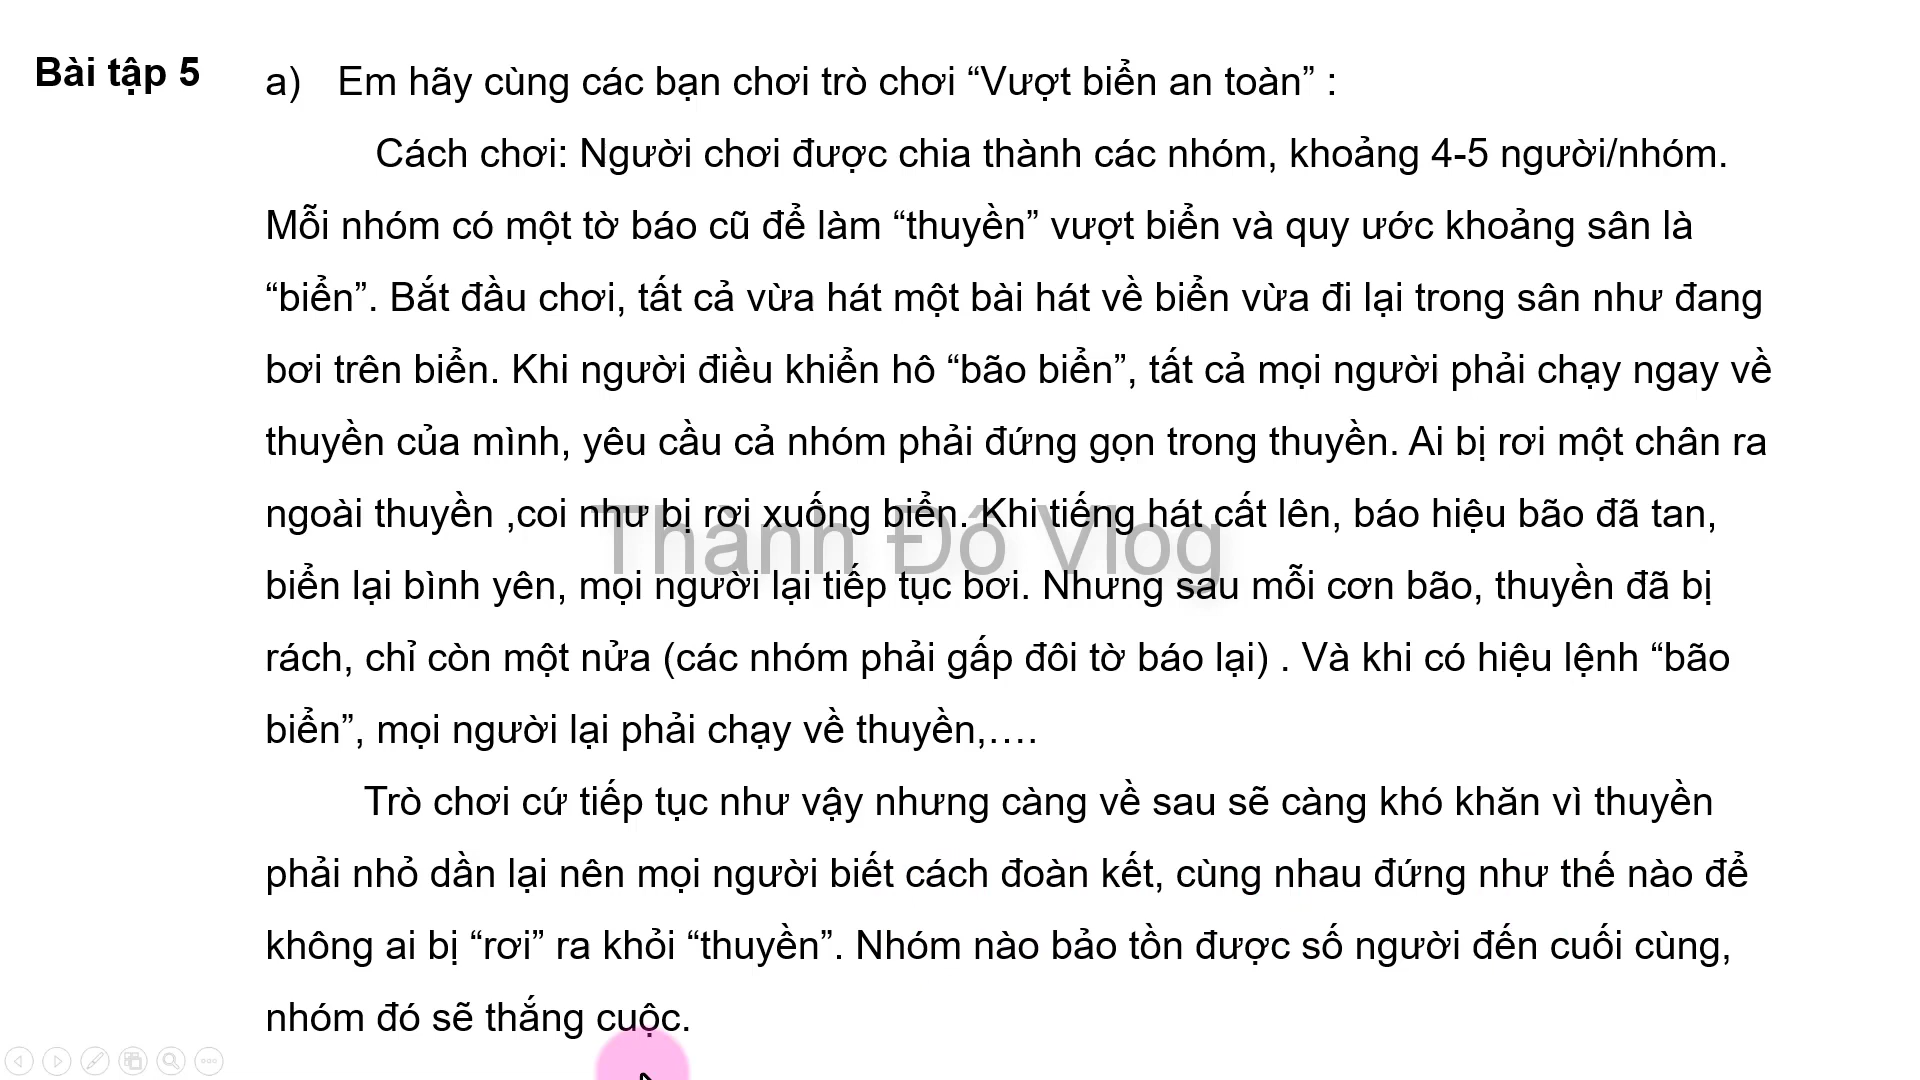 Bài tập 5
a) Em hãy cùng các bạn chơi trò chơi “Vượt biển an toàn” :
Cách chơi: Người chơi được chia thành các nhóm, khoảng 4-5 người/nhóm.
Mỗi nhóm có một tờ báo cũ để làm “thuyền” vượt biển và quy ước khoảng sân là
“biển”. Bắt đầu chơi, tất cả vừa hát một bài hát về biển vừa đi lại trong sân như đang
bơi trên biển. Khi người điều khiển hô “bão biển”, tất cả mọi người phải chạy ngay về
thuyền của mình, yêu cầu cả nhóm phải đứng gọn trong thuyền. Ai bị rơi một chân ra
ngoài thuyền ,coi như bị rơi xuống biển. Khi tiếng hát cất lên, báo hiệu bão đã tan,
Thành Đô Vlog
biển lại bình yên, mọi người lại tiếp tục bơi. Nhưng sau mỗi cơn bão, thuyền đã bị
rách, chỉ còn một nửa (các nhóm phải gấp đôi tờ báo lại) . Và khi có hiệu lệnh “bão
biển”, mọi người lại phải chạy về thuyền,….
Trò chơi cứ tiếp tục như vậy nhưng càng về sau sẽ càng khó khăn vì thuyền
phải nhỏ dần lại nên mọi người biết cách đoàn kết, cùng nhau đứng như thế nào để
không ai bị “rơi” ra khỏi “thuyền”. Nhóm nào bảo tồn được số người đến cuối cùng,
nhóm đó sẽ thắng cuộc.